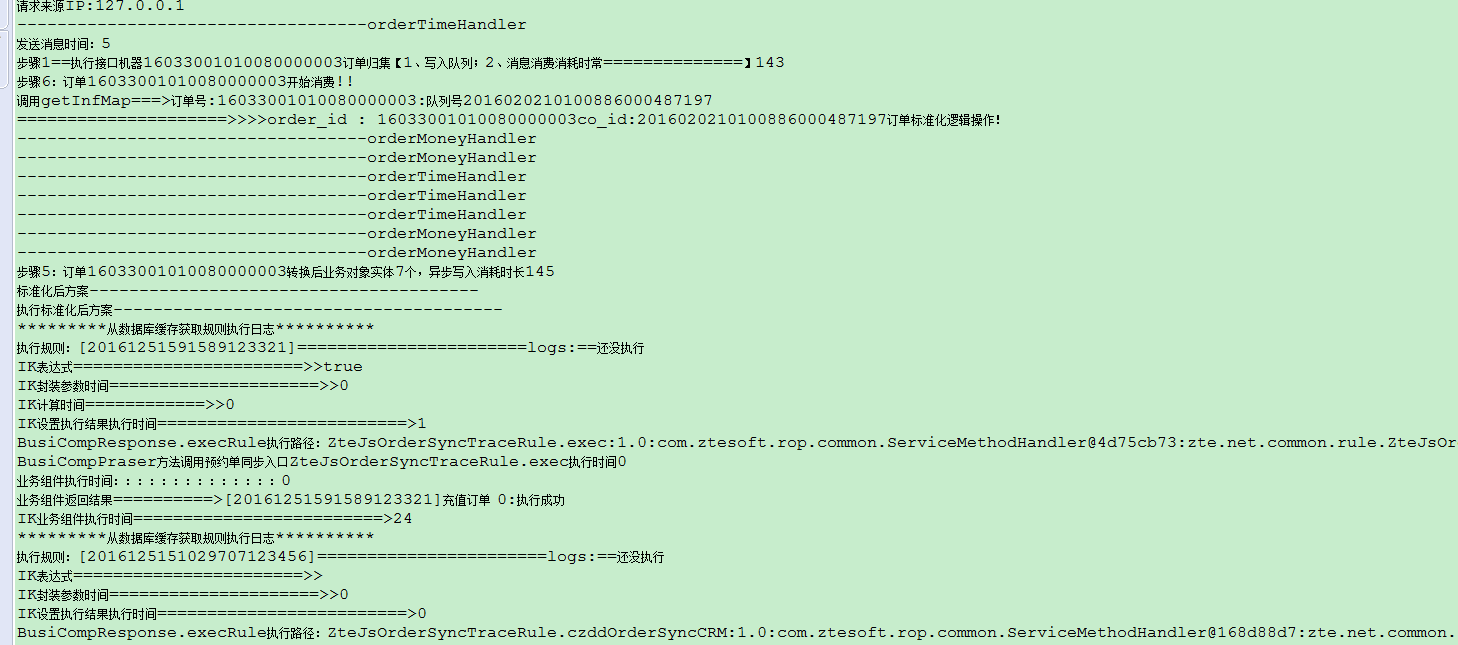 请求来源IP:127.0.0.1
-----------------------------------orderTimeHandler
发送消息时间：5
步骤1==执行接口机器16033001010080000003订单归集【1、写入队列；2、消息消费消耗时常==============】143
步骤6：订单16033001010080000003开始消费！！
调用getInfMap===>订单号:16033001010080000003:队列号2016020210100886000487197
=====================>>>>order_id : 16033001010080000003co_id:2016020210100886000487197订单标准化逻辑操作！
-----------------------------------orderMoneyHandler
-----------------------------------orderMoneyHandler
-----------------------------------orderTimeHandler
-----------------------------------orderTimeHandler
-----------------------------------orderTimeHandler
-----------------------------------orderMoneyHandler
-----------------------------------orderMoneyHandler
步骤5：订单16033001010080000003转换后业务对象实体7个，异步写入消耗时长145
标准化后方案---------------------------------------
执行标准化后方案---------------------------------------
*********从数据库缓存获取规则执行日志**********
执行规则：[201612515915​89123321]=======================logs:==还没执行
IK表达式=======================>>true
IK封装参数时间=====================>>0
IK计算时间============>>0
IK设置执行结果执行时间=========================>1
BusiCompResponse.execRule执行路径：ZteJsOrderSyncTraceRule.exec:1.0:com.ztesoft.rop.common.ServiceMethodHandler@4d75cb73:zte.net.common.rule.ZteJsOr
BusiCompPraser方法调用预约单同步入口ZteJsOrderSyncTraceRule.exec执行时间0
业务组件执行时间：：：：：：：：：：：：：：0
业务组件返回结果==========>[201612515915​89123321]充值订单 0:执行成功
IK业务组件执行时间=========================>24
*********从数据库缓存获取规则执行日志**********
执行规则：[2016125151029707123456]=======================logs:==还没执行
IK表达式=======================>>
IK封装参数时间=====================>>0
IK设置执行结果执行时间=========================>0
BusiCompResponse.execRule执行路径：ZteJsOrderSyncTraceRule.czddOrderSyncCRM:1.0:com.ztesoft.rop.common.ServiceMethodHandler@168d88d7:zte.net.common.